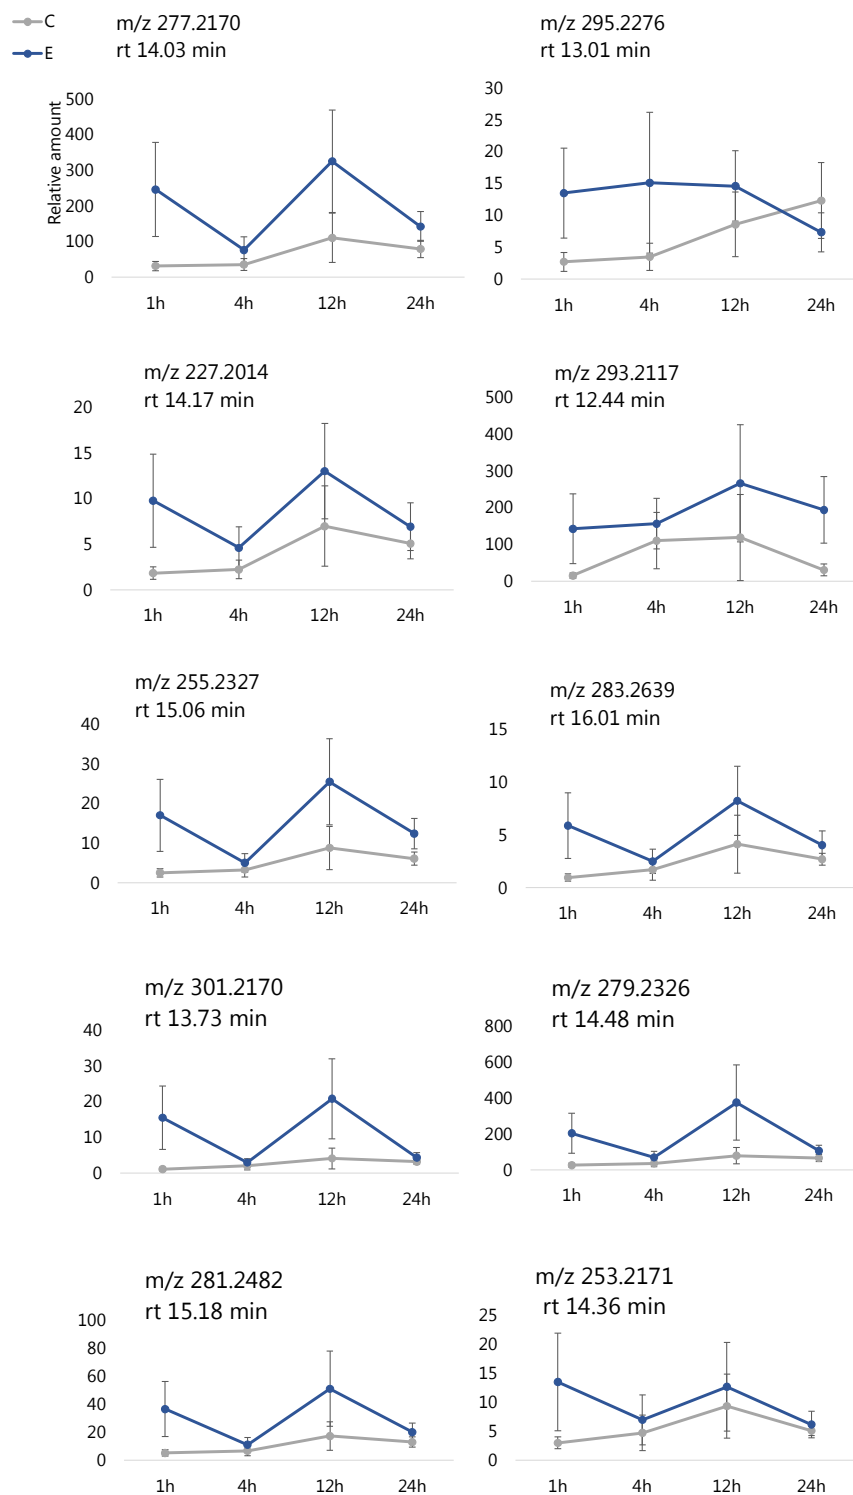 C
E
m/z 277.2170
rt 14.03 min
Relative amount
500
400
300
200
100
0
1h 4h 12h 24h
m/z 295.2276
rt 13.01 min
30
25
20
15
10
5
0
1h 4h 12h 24h
m/z 227.2014
rt 14.17 min
20
15
10
5
0
1h 4h 12h 24h
m/z 293.2117
rt 12.44 min
500
400
300
200
100
0
1h 4h 12h 24h
m/z 255.2327
rt 15.06 min
40
30
20
10
0
1h 4h 12h 24h
m/z 283.2639
rt 16.01 min
15
10
5
0
1h 4h 12h 24h
m/z 301.2170
rt 13.73 min
40
30
20
10
0
1h 4h 12h 24h
m/z 279.2326
rt 14.48 min
800
600
400
200
0
1h 4h 12h 24h
m/z 281.2482
rt 15.18 min
100
80
60
40
20
0
1h 4h 12h 24h
m/z 253.2171
rt 14.36 min
25
20
15
10
5
0
1h 4h 12h 24h